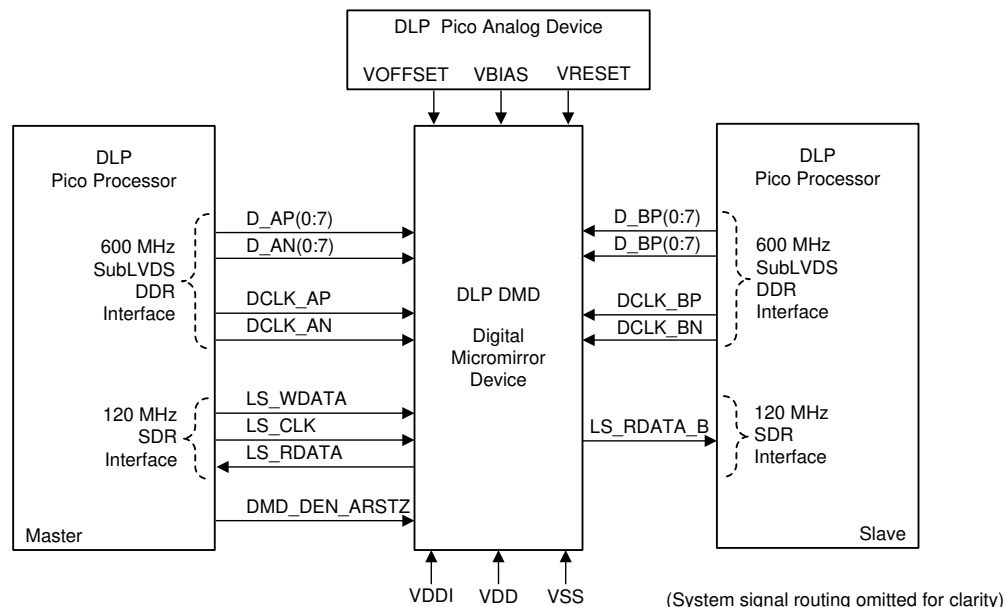 DLP Pico Analog Device
VOFFSET VBIAS VRESET
DLP
Pico Processor
600 MHz
SubLVDS
DDR
Interface
120 MHz
SDR
Interface
Master
D_AP(0:7)
D_AN(0:7)
DCLK_AP
DCLK_AN
LS_WDATA
LS_CLK
LS_RDATA
DMD_DEN_ARSTZ
DLP DMD
Digital
Micromirror
Device
D_BP(0:7)
D_BP(0:7)
DCLK_BP
DCLK_BN
LS_RDATA_B
DLP
Pico Processor
600 MHz
SubLVDS
DDR
Interface
120 MHz
SDR
Interface
Slave
VDDI VDD VSS
(System signal routing omitted for clarity)